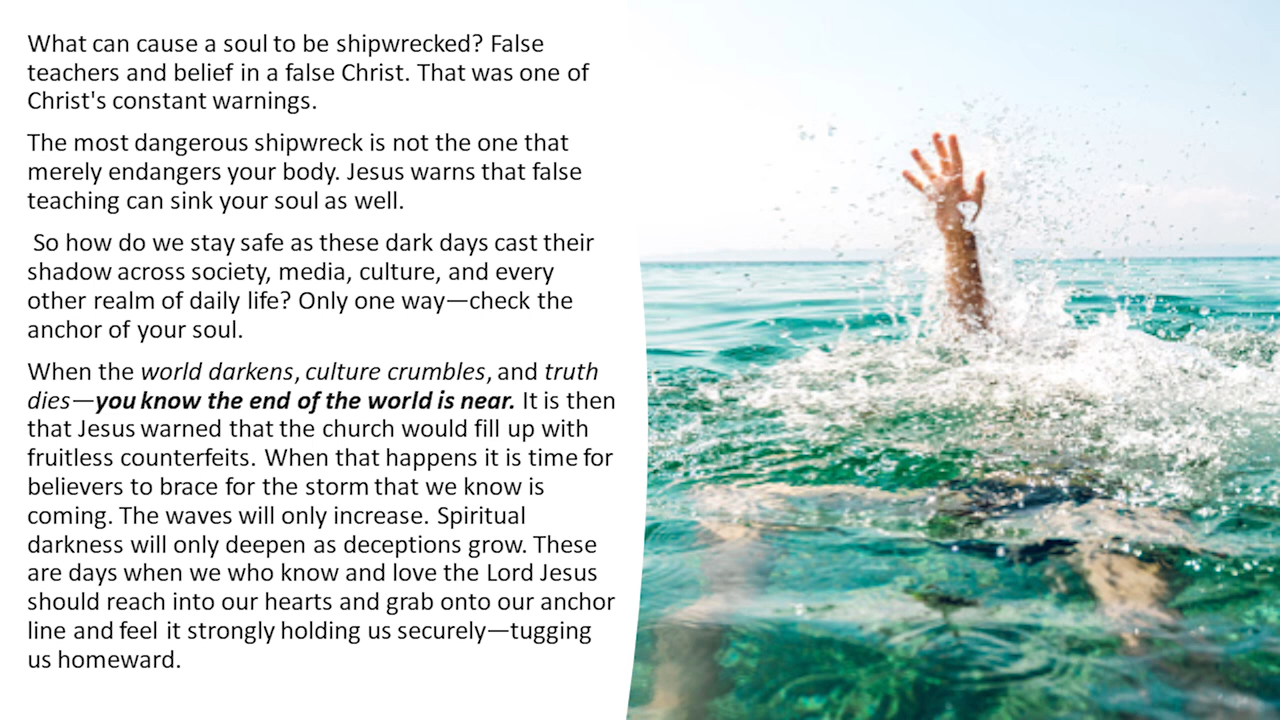 What can cause a soul to be shipwrecked? False
teachers and belief in a false Christ. That was one of
Christ's constant warnings.
The most dangerous shipwreck is not the one that
merely endangers your body. Jesus warns that false
teaching can sink your soul as well.
So how do we stay safe as these dark days cast their
shadow across society, media, culture, and every
other realm of daily life? Only one way—check the
anchor of your soul.
When the world darkens, culture crumbles, and truth
dies—you know the end of the world is near. It is then
that Jesus warned that the church would fill up with
fruitless counterfeits. When that happens it is time for
believers to brace for the storm that we know is
coming. The waves will only increase. Spiritual
darkness will only deepen as deceptions grow. These
are days when we who know and love the Lord Jesus
should reach into our hearts and grab onto our anchor
line and feel it strongly holding us securely—tugging
us homeward.